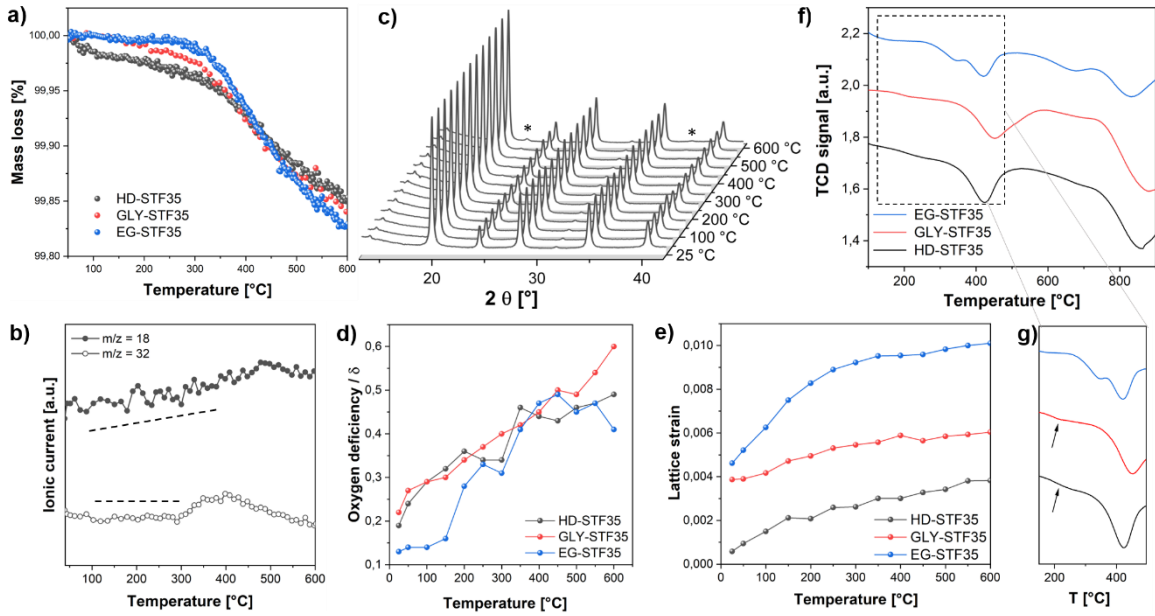 a)
100,00
99,95
99,90
99,85
99,80
Mass loss [%]
HD-STF35
GLY-STF35
EG-STF35
100 200 300 400 500 600
Temperature [°C]
c)
*
*
600 °C
500 °C
400 °C
300 °C
200 °C
100 °C
25 °C
20 30 40
2 θ [°]
f)
2,2
2,0
1,8
1,6
1,4
TCD signal [a.u.]
EG-STF35
GLY-STF35
HD-STF35
200 400 600 800
Temperature [°C]
b)
m/z = 18
m/z = 32
Ionic current [a.u.]
100 200 300 400 500 600
Temperature [°C]
d)
0,6
0,5
0,4
0,3
0,2
0,1
Oxygen deficiency / δ
HD-STF35
GLY-STF35
EG-STF35
0 100 200 300 400 500 600
Temperature [°C]
e)
0,010
0,008
0,006
0,004
0,002
0,000
Lattice strain
HD-STF35
GLY-STF35
EG-STF35
0 100 200 300 400 500 600
Temperature [°C]
g)
200 400
T [°C]